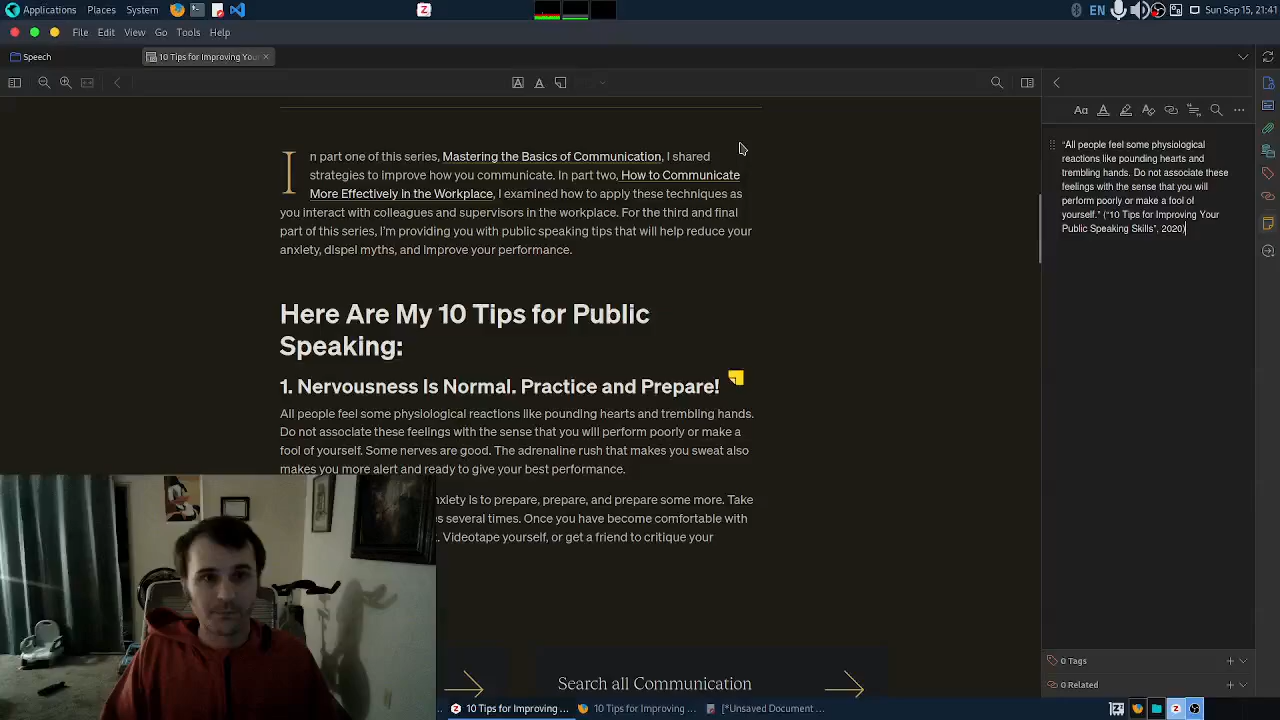 Applications Places System EN Sun Sep 15, 21:41
File Edit View Go Tools Help
Speech 10 Tips for Improving Your
In part one of this series, Mastering the Basics of Communication, I shared
strategies to improve how you communicate. In part two, How to Communicate
More Effectively in the Workplace, I examined how to apply these techniques as
you interact with colleagues and supervisors in the workplace. For the third and final
part of this series, I'm providing you with public speaking tips that will help reduce your
anxiety, dispel myths, and improve your performance.
Here Are My 10 Tips for Public
Speaking:
1. Nervousness Is Normal. Practice and Prepare!
All people feel some physiological reactions like pounding hearts and trembling hands.
Do not associate these feelings with the sense that you will perform poorly or make a
fool of yourself. Some nerves are good. The adrenaline rush that makes you sweat also
makes you more alert and ready to give your best performance.
nxiety is to prepare, prepare, and prepare some more. Take
s several times. Once you have become comfortable with
. Videotape yourself, or get a friend to critique your
Search all Communication
Aa
“All people feel some physiological
reactions like pounding hearts and
trembling hands. Do not associate these
feelings with the sense that you will
perform poorly or make a fool of
yourself.” (“10 Tips for Improving Your
Public Speaking Skills”, 2020)
0 Tags
0 Related
10 Tips for Improving ... 10 Tips for Improving ... [*Unsaved Document ...